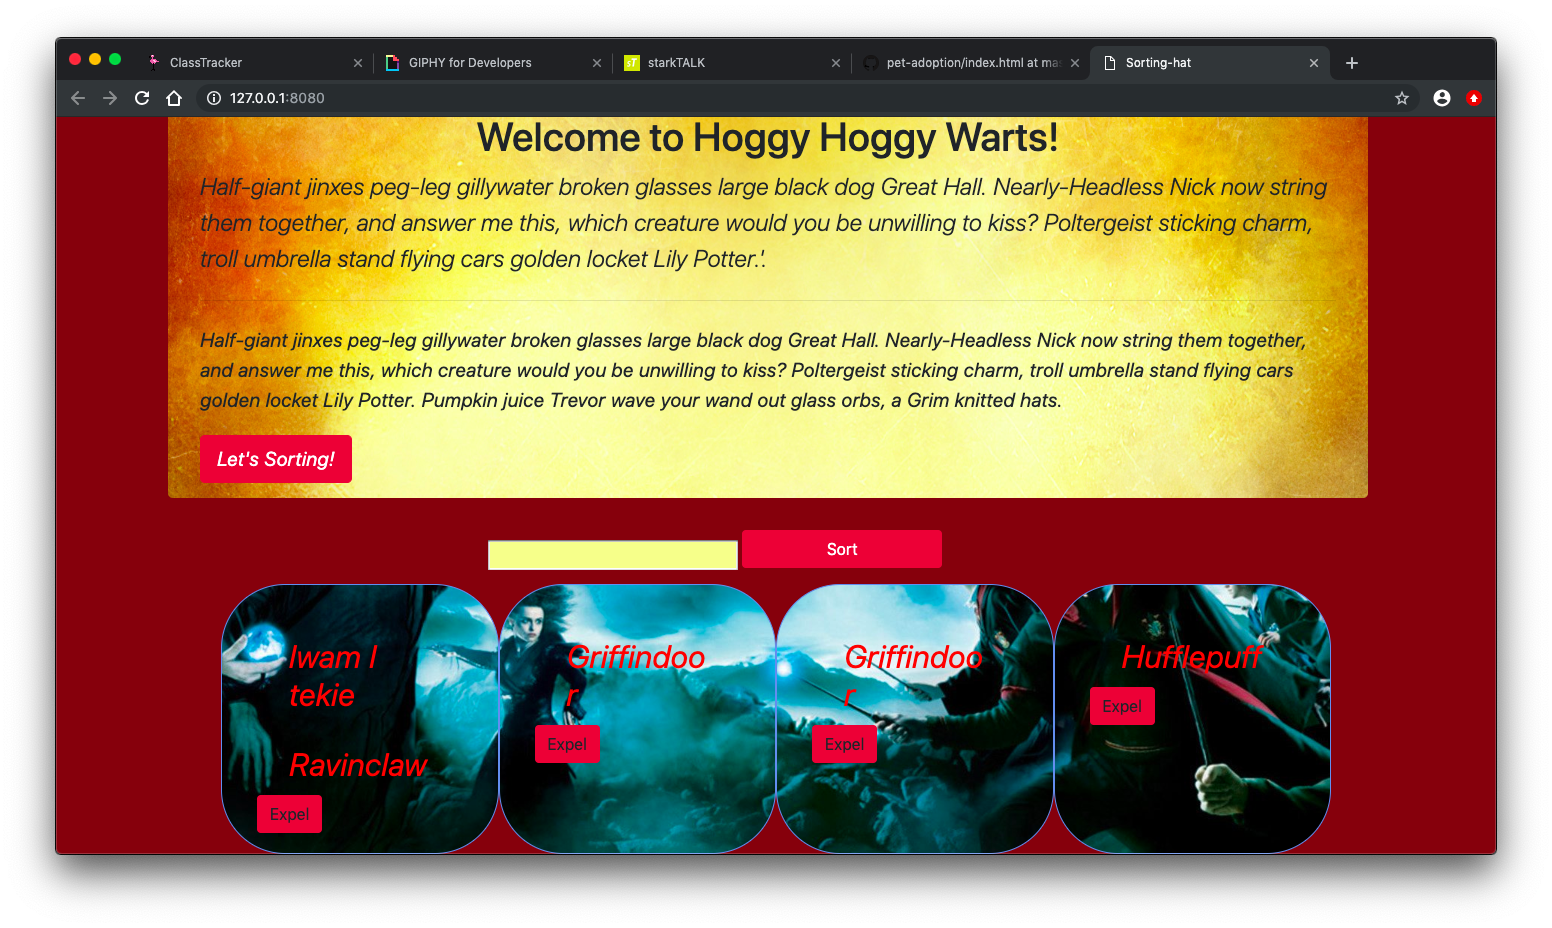 ClassTracker
GIPHY for Developers
starkTALK
pet-adoption/index.html at mas
Sorting-hat
127.0.0.1:8080
Welcome to Hoggy Hoggy Warts!
Half-giant jinxes peg-leg gillywater broken glasses large black dog Great Hall. Nearly-Headless Nick now string
them together, and answer me this, which creature would you be unwilling to kiss? Poltergeist sticking charm,
troll umbrella stand flying cars golden locket Lily Potter.'.
Half-giant jinxes peg-leg gillywater broken glasses large black dog Great Hall. Nearly-Headless Nick now string them together,
and answer me this, which creature would you be unwilling to kiss? Poltergeist sticking charm, troll umbrella stand flying cars
golden locket Lily Potter. Pumpkin juice Trevor wave your wand out glass orbs, a Grim knitted hats.
Let's Sorting!
Sort
Iwam I
tekie
Ravinclaw
Expel
Griffindoo
r
Expel
Griffindoo
r
Expel
Hufflepuff
Expel